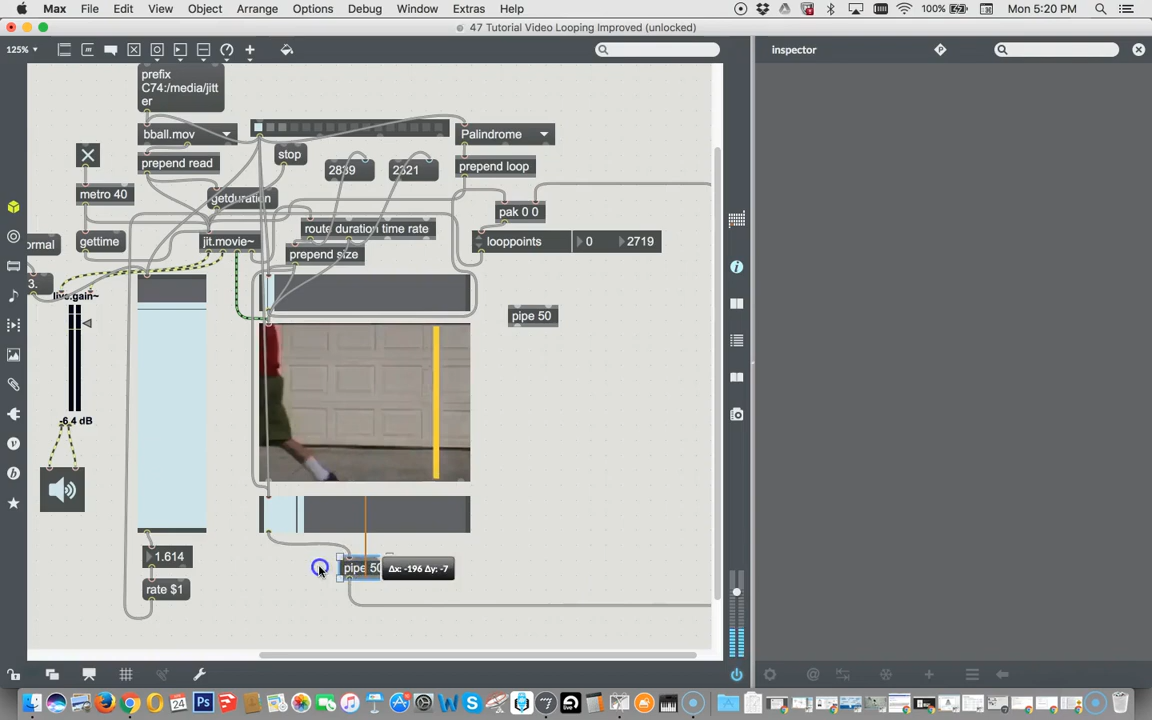 Max File Edit View Object Arrange Options Debug Window Extras Help
100% Mon 5:20 PM
47 Tutorial Video Looping Improved (unlocked)
125%
inspector
prefix
C74:/media/jitt
er
bball.mov
Palindrome
stop
prepend read
2839
2321
prepend loop
metro 40
getduration
pak 0 0
route duration time rate
gettime
jit.movie~
looppoints 0 2719
prepend size
3.
live.gain~
pipe 50
-6.4 dB
1.614
pipe 50
Δx: -196 Δy: -7
rate $1